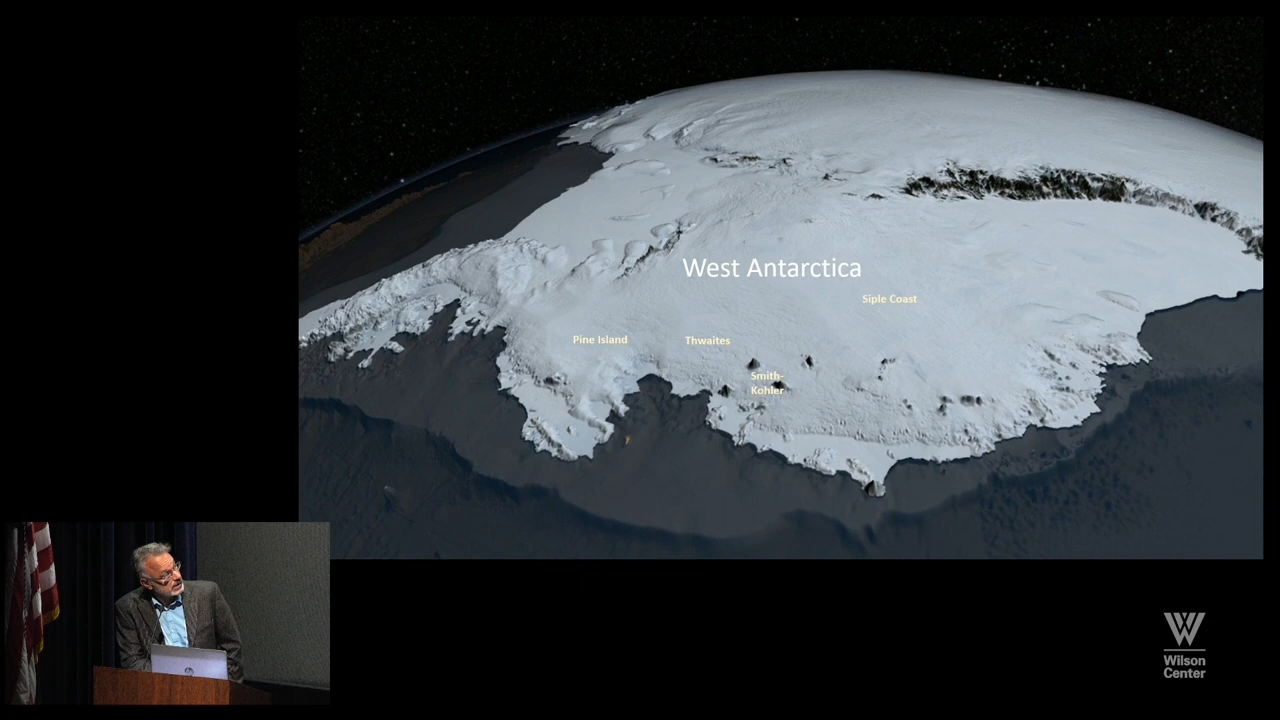 West Antarctica
Siple Coast
Pine Island
Thwaites
Smith-
Kohler
Wilson
Center